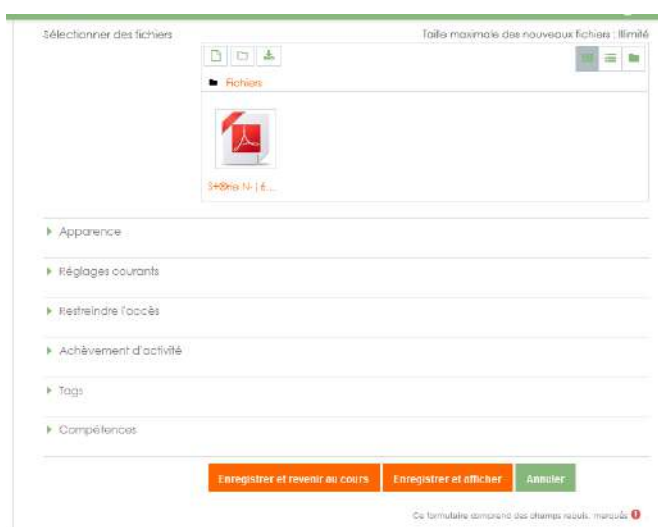 Sélectionner des fichiers
Taille maximale des nouveaux fichiers : Illimité
Fichiers
Apparence
Réglages courants
Restreindre l'accès
Achèvement d'activité
Tags
Compétences
Enregistrer et revenir au cours Enregistrer et afficher Annuler
Ce formulaire comprend des champs requis, marqués